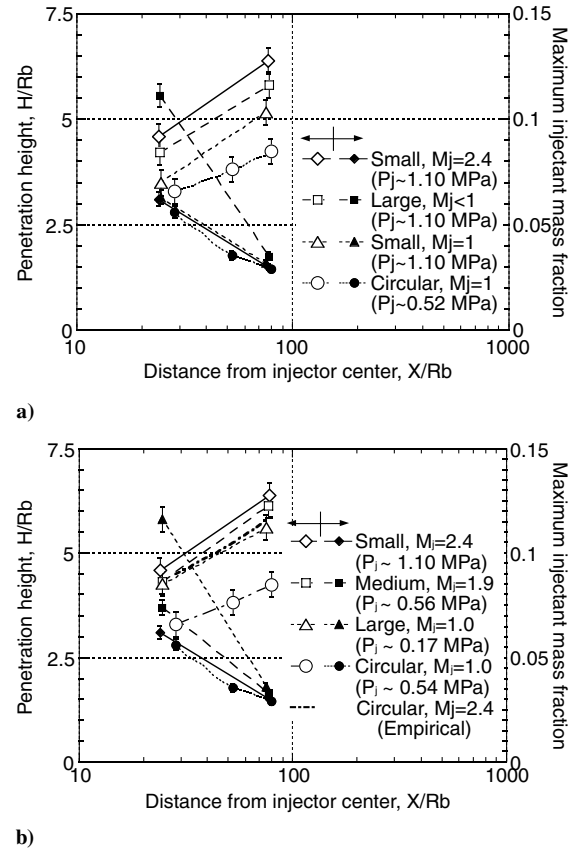 7.5
5
2.5
0
Penetration height, H/Rb
0.15
0.1
0.05
0
Maximum injectant mass fraction
Small, Mj=2.4
(Pj~1.10 MPa)
Large, Mj<1
(Pj~1.10 MPa)
Small, Mj=1
(Pj~1.10 MPa)
Circular, Mj=1
(Pj~0.52 MPa)
10
100
1000
Distance from injector center, X/Rb
a)
7.5
5
2.5
0
Penetration height, H/Rb
0.15
0.1
0.05
0
Maximum injectant mass fraction
Small, Mj=2.4
(Pj ~ 1.10 MPa)
Medium, Mj=1.9
(Pj ~ 0.56 MPa)
Large, Mj=1.0
(Pj ~ 0.17 MPa)
Circular, Mj=1.0
(Pj ~ 0.54 MPa)
Circular, Mj=2.4
(Empirical)
10
100
1000
Distance from injector center, X/Rb
b)